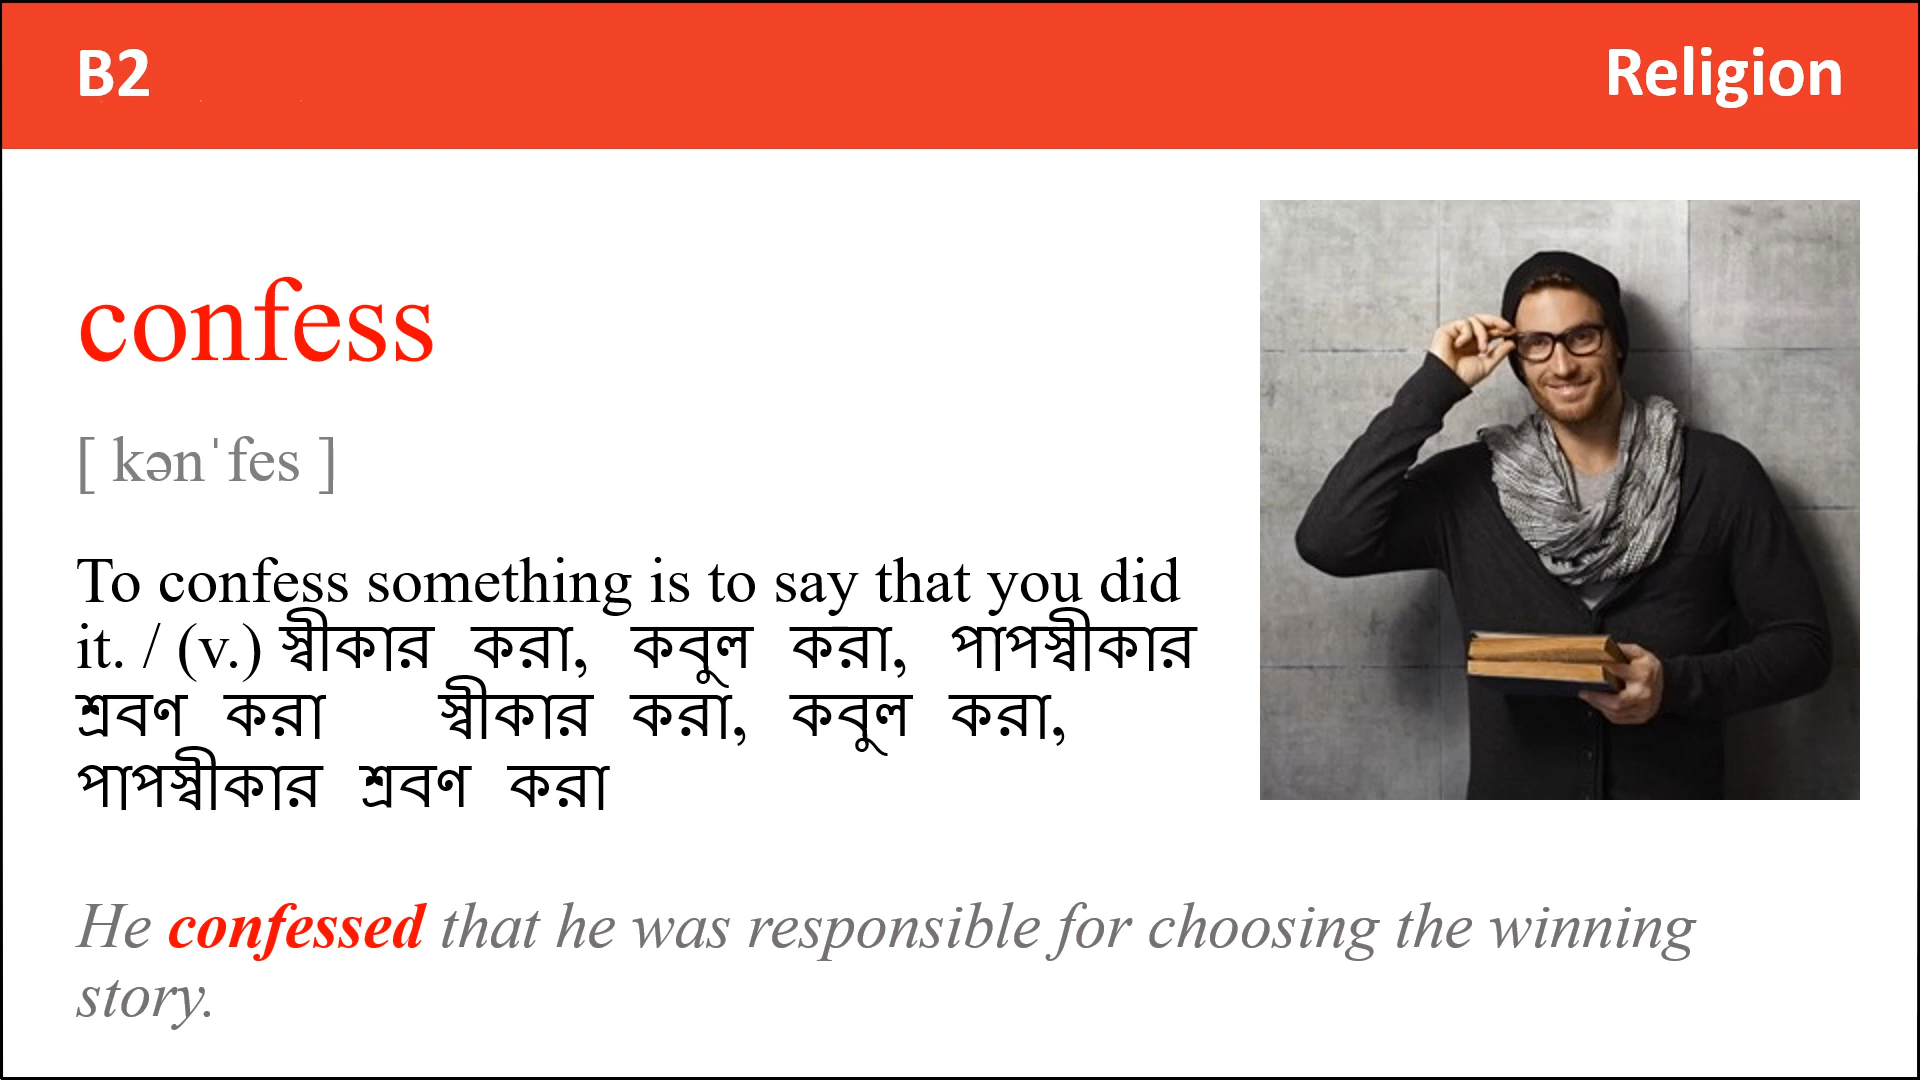 B2
Religion
confess
[ kənˈfes ]
To confess something is to say that you did
it. / (v.) স্বীকার করা, কবুল করা, পাপস্বীকার
শ্রবণ করা স্বীকার করা, কবুল করা,
পাপস্বীকার শ্রবণ করা
He confessed that he was responsible for choosing the winning
story.